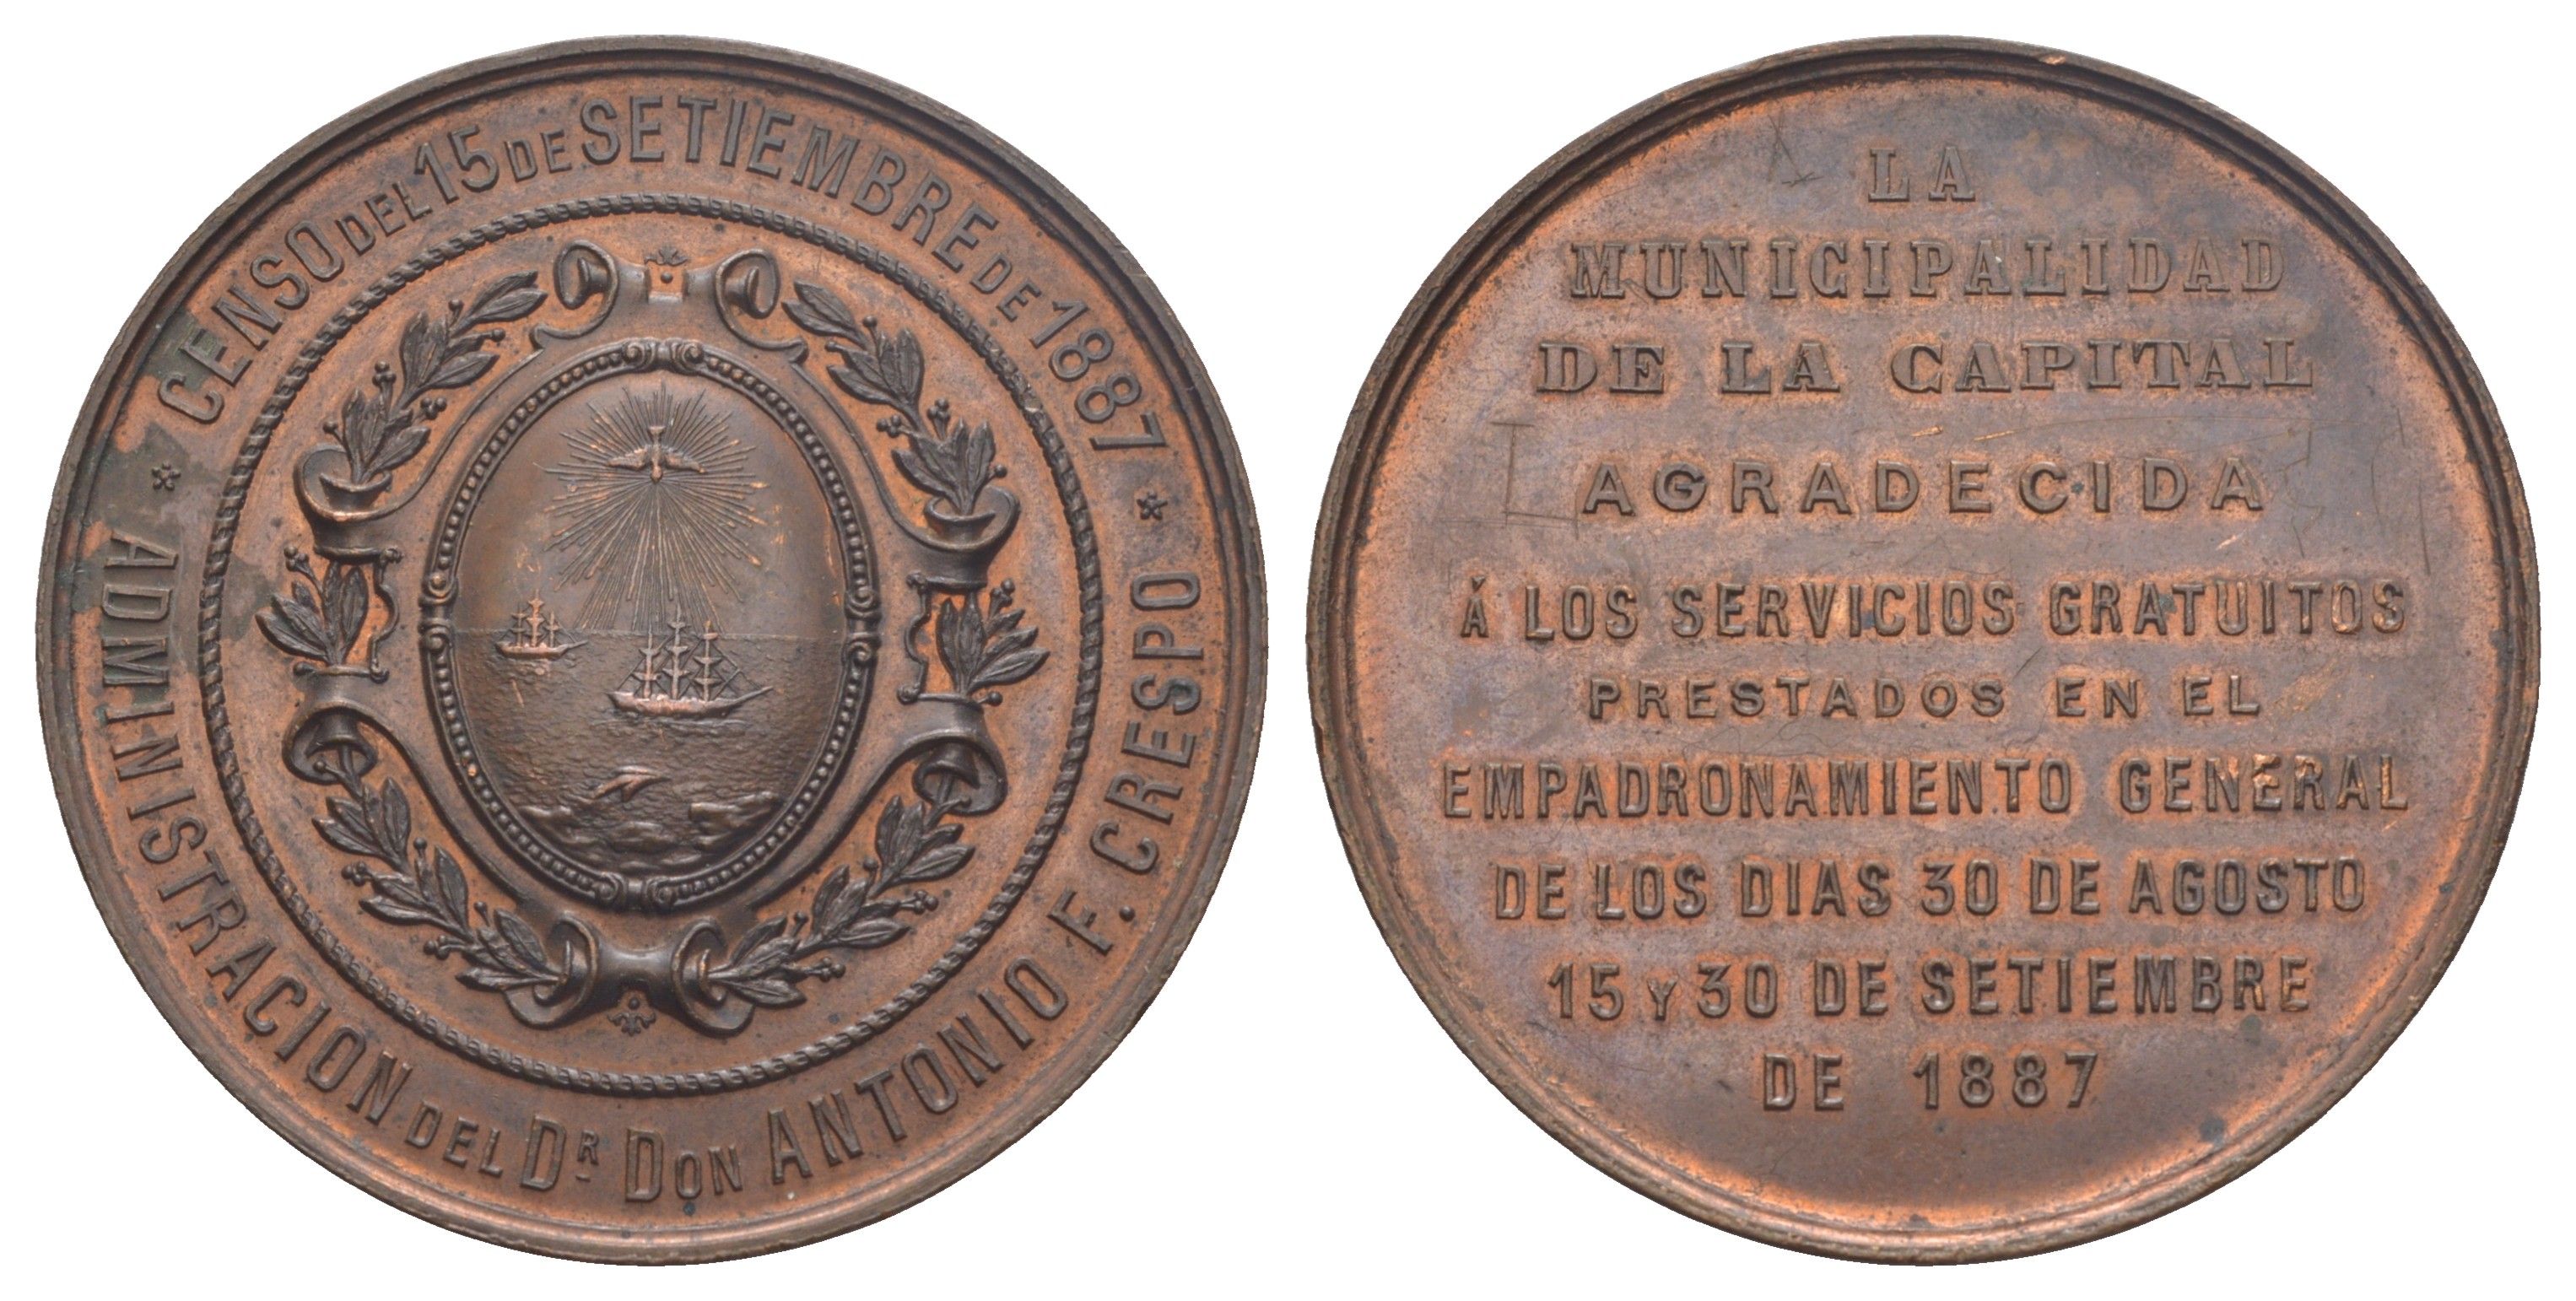 CENSO DEL 15 DE SETIEMBRE DE 1887
ADMINISTRACION DEL DR DON ANTONIO F. CRESPO
LA
MUNICIPALIDAD
DE LA CAPITAL
AGRADECIDA
Á LOS SERVICIOS GRATUITOS
PRESTADOS EN EL
EMPADRONAMIENTO GENERAL
DE LOS DIAS 30 DE AGOSTO
15 Y 30 DE SETIEMBRE
DE 1887